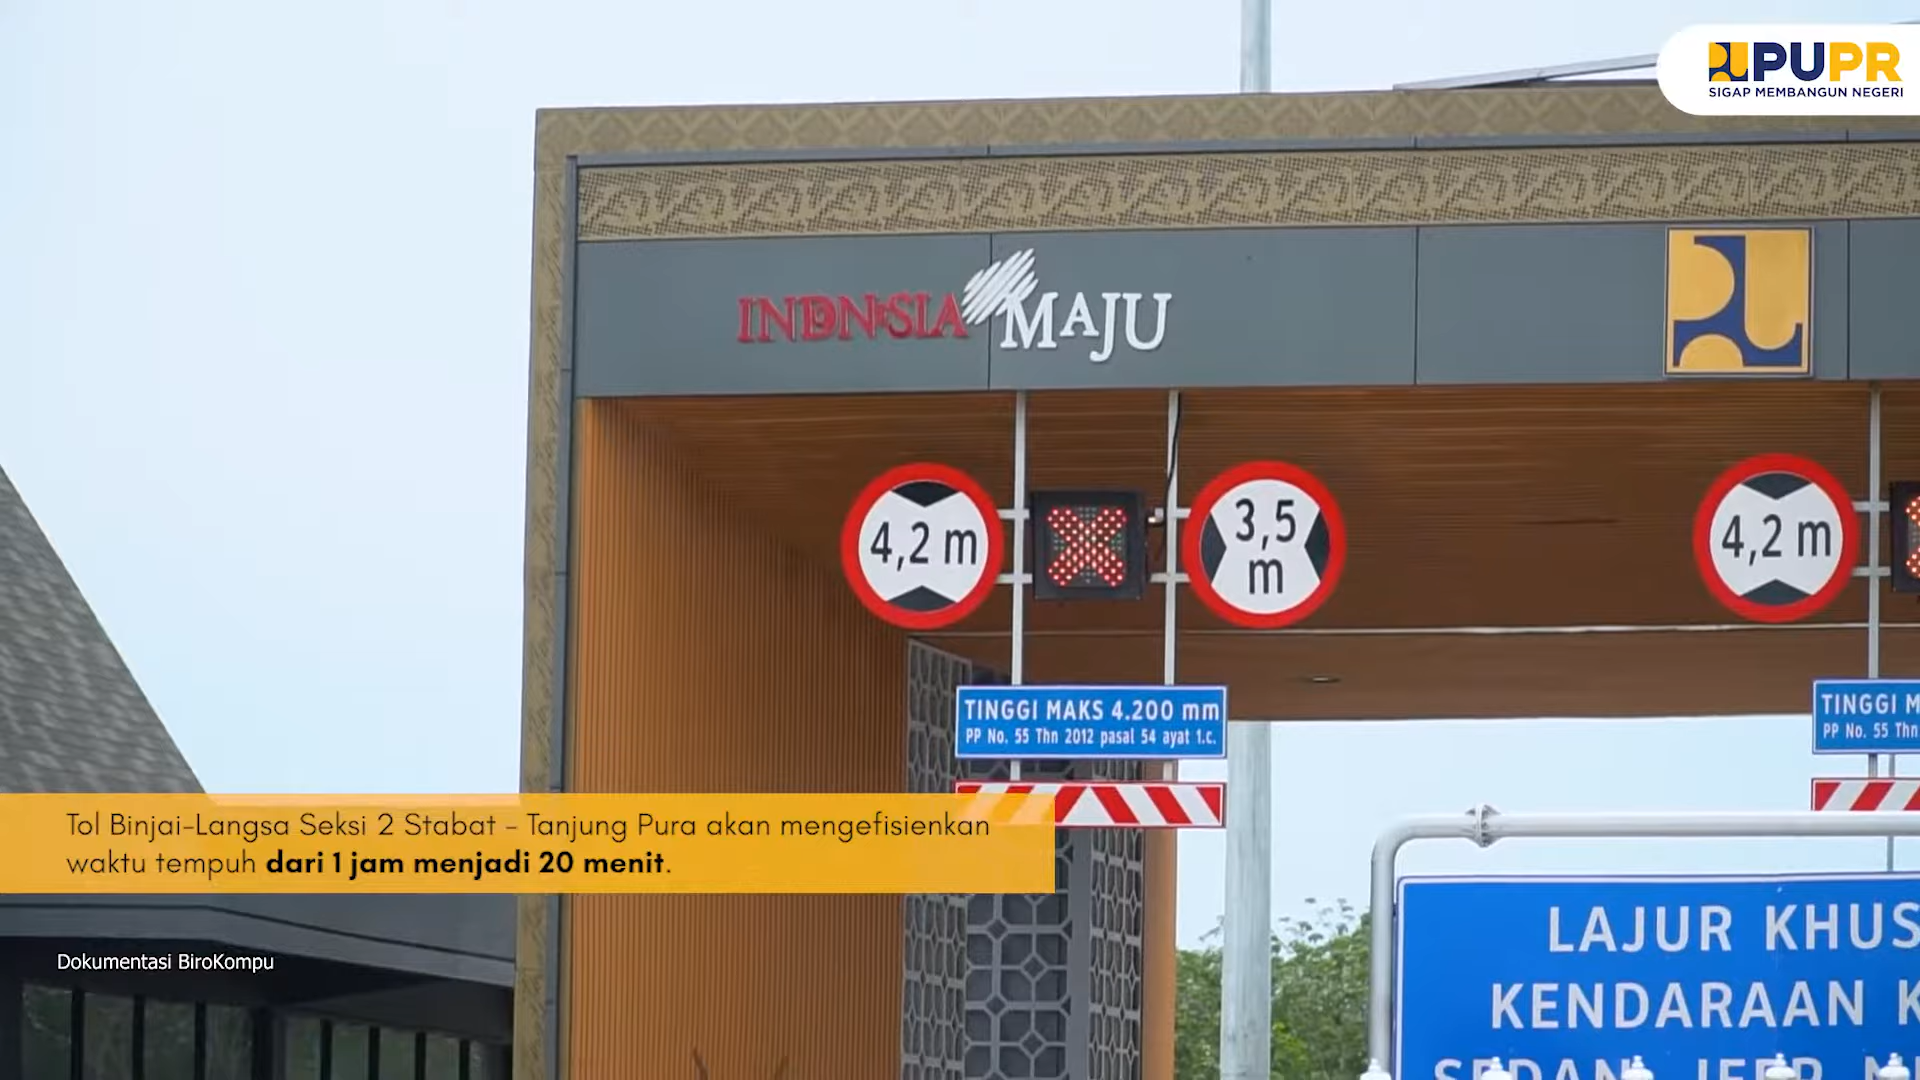 PUPR
SIGAP MEMBANGUN NEGERI
INDONESIA MAJU
4,2 m
3,5
m
4,2 m
TINGGI MAKS 4.200 mm
PP No. 55 Thn 2012 pasal 54 ayat 1.c.
TINGGI M
PP No. 55 Thn
Tol Binjai-Langsa Seksi 2 Stabat - Tanjung Pura akan mengefisienkan
waktu tempuh dari 1 jam menjadi 20 menit.
Dokumentasi BiroKompu
LAJUR KHUS
KENDARAAN K
SEDAN JEEP